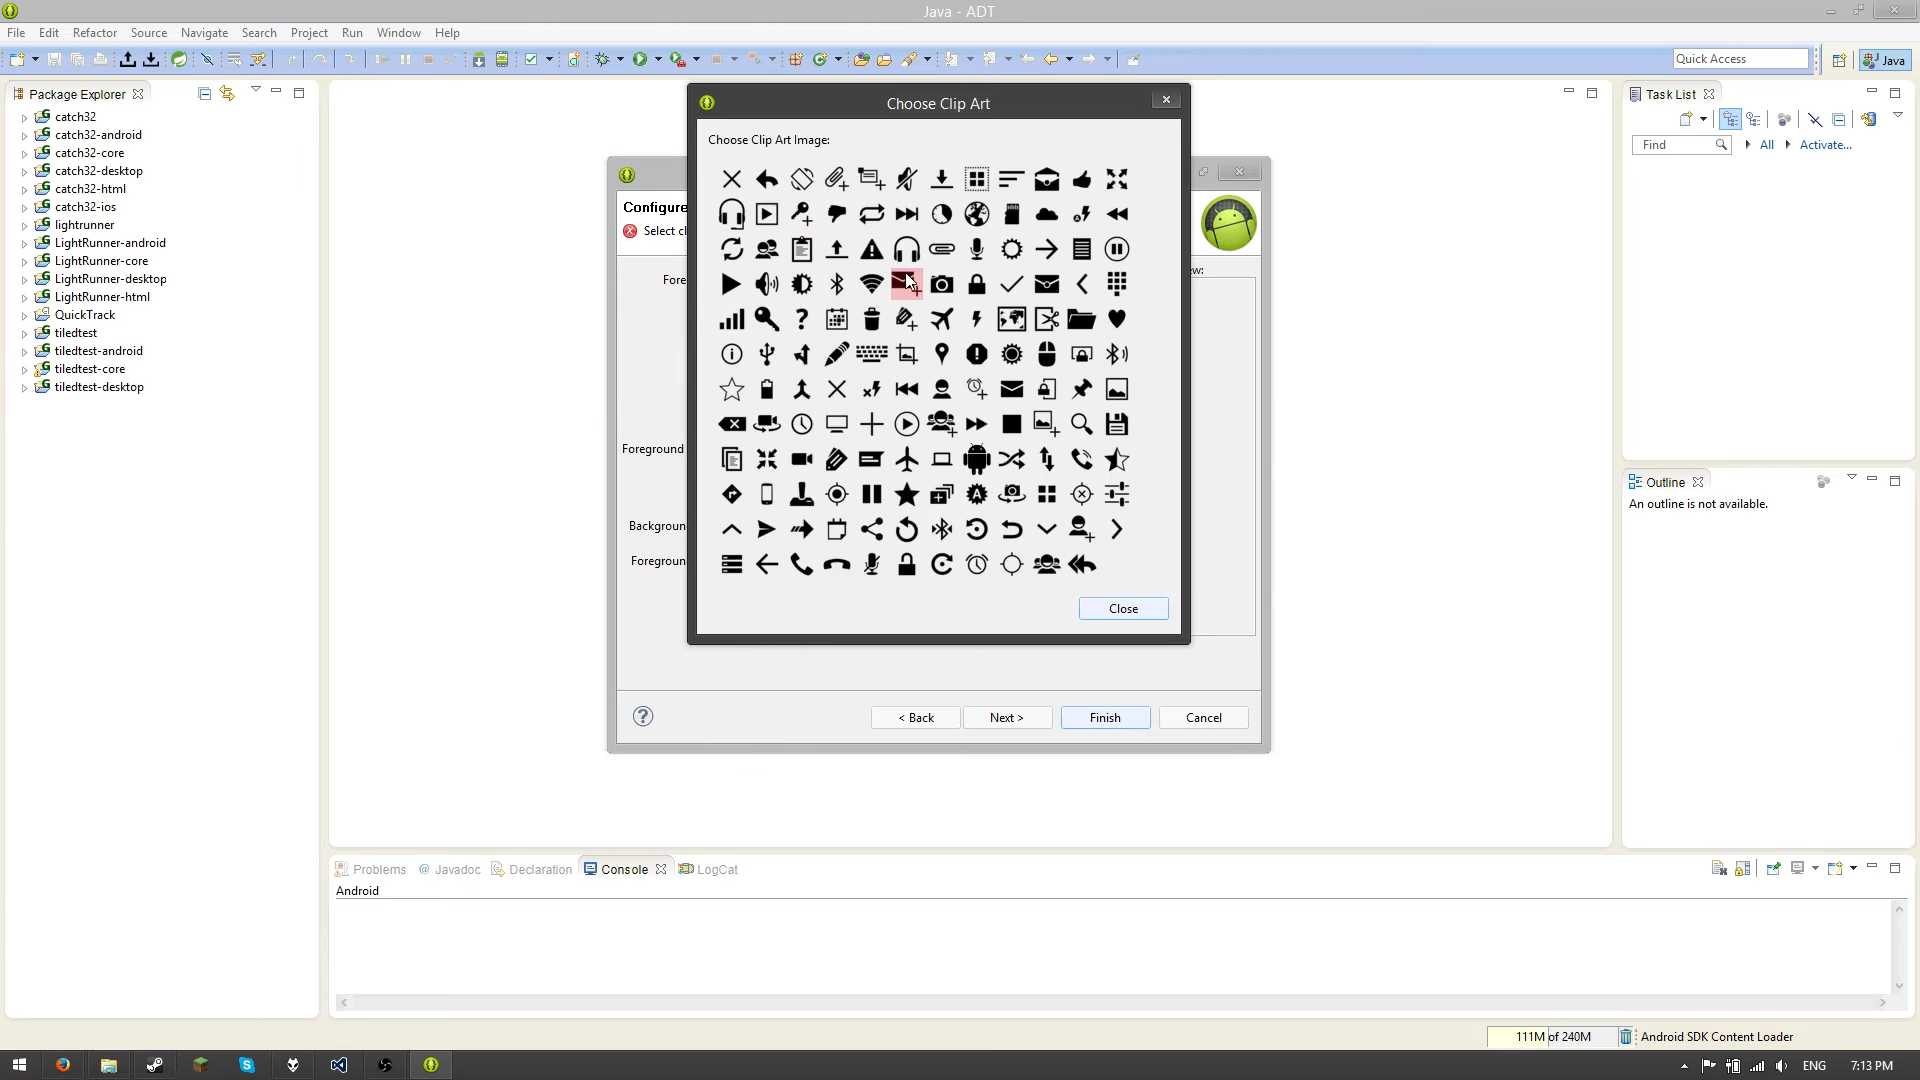 Java - ADT
File Edit Refactor Source Navigate Search Project Run Window Help
Quick Access
Java
Package Explorer
catch32
catch32-android
catch32-core
catch32-desktop
catch32-html
catch32-ios
lightrunner
LightRunner-android
LightRunner-core
LightRunner-desktop
LightRunner-html
QuickTrack
tiledtest
tiledtest-android
tiledtest-core
tiledtest-desktop
Choose Clip Art
Choose Clip Art Image:
Close
Configure
Select cl
Fore
ew:
Foreground
Backgroun
Foregroun
< Back
Next >
Finish
Cancel
Task List
Find
All
Activate...
Outline
An outline is not available.
Problems
@ Javadoc
Declaration
Console
LogCat
Android
111M of 240M
Android SDK Content Loader
ENG
7:13 PM